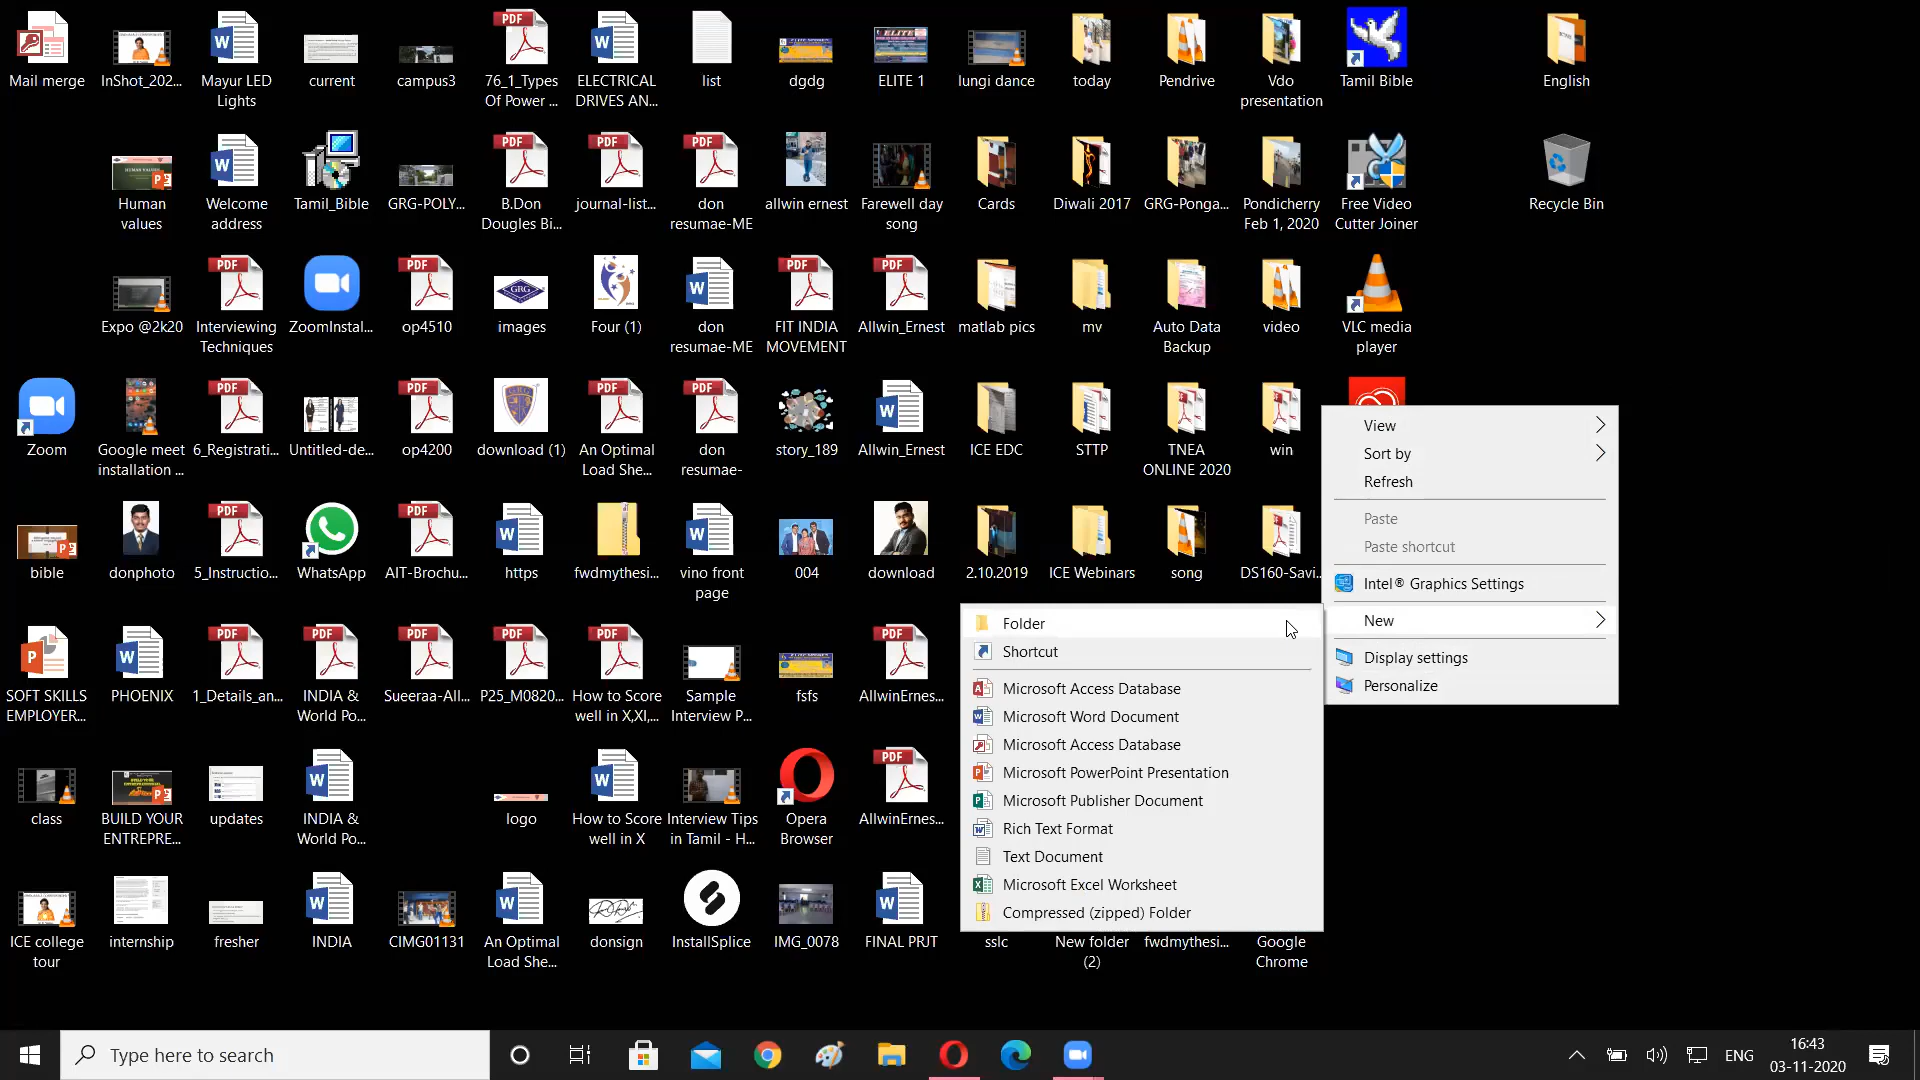 Mail merge
InShot_202...
Mayur LED
Lights
current
campus3
76_1_Types
Of Power ...
ELECTRICAL
DRIVES AN...
list
dgdg
ELITE 1
lungi dance
today
Pendrive
Vdo
presentation
Tamil Bible
English
Human
values
Welcome
address
Tamil_Bible
GRG-POLY...
B.Don
Dougles Bi...
journal-list...
don
resumae-ME
allwin ernest
Farewell day
song
Cards
Diwali 2017
GRG-Ponga...
Pondicherry
Feb 1, 2020
Free Video
Cutter Joiner
Recycle Bin
Expo @2k20
Interviewing
Techniques
ZoomInstal...
op4510
images
Four (1)
don
resumae-ME
FIT INDIA
MOVEMENT
Allwin_Ernest
matlab pics
mv
Auto Data
Backup
video
VLC media
player
Zoom
Google meet
installation ...
6_Registrati...
Untitled-de...
op4200
download (1)
An Optimal
Load She...
don
resumae-
story_189
Allwin_Ernest
ICE EDC
STTP
TNEA
ONLINE 2020
win
bible
donphoto
5_Instructio...
WhatsApp
AIT-Brochu...
https
fwdmythesi...
vino front
page
004
download
2.10.2019
ICE Webinars
song
DS160-Savi...
SOFT SKILLS
EMPLOYER...
PHOENIX
1_Details_an...
INDIA &
World Po...
Sueeraa-All...
P25_M0820...
How to Score
well in X,XI,...
Sample
Interview P...
fsfs
AllwinErnes...
class
BUILD YOUR
ENTREPRE...
updates
INDIA &
World Po...
logo
How to Score
well in X
Interview Tips
in Tamil - H...
Opera
Browser
AllwinErnes...
ICE college
tour
internship
fresher
INDIA
CIMG01131
An Optimal
Load She...
donsign
InstallSplice
IMG_0078
FINAL PRJT
sslc
New folder
(2)
fwdmythesi...
Google
Chrome
View
Sort by
Refresh
Paste
Paste shortcut
Intel® Graphics Settings
New
Display settings
Personalize
Folder
Shortcut
Microsoft Access Database
Microsoft Word Document
Microsoft Access Database
Microsoft PowerPoint Presentation
Microsoft Publisher Document
Rich Text Format
Text Document
Microsoft Excel Worksheet
Compressed (zipped) Folder
Type here to search
ENG
16:43
03-11-2020